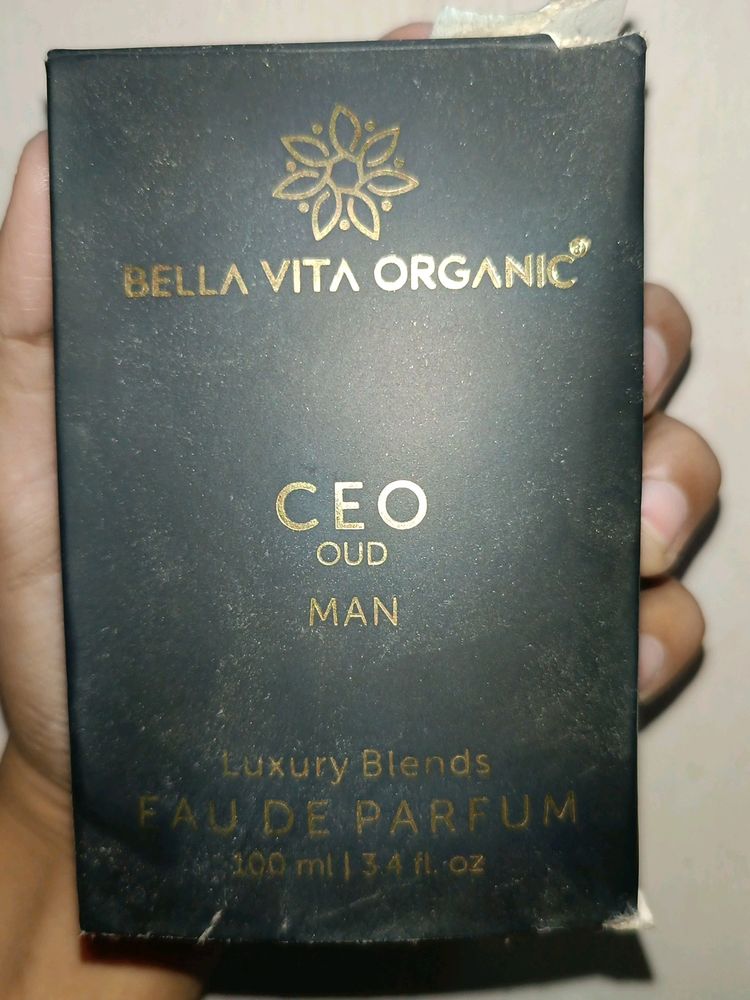 BELLA VITA ORGANIC®
CEO
OUD
MAN
Luxury Blends
EAU DE PARFUM
100 ml | 3.4 fl. oz